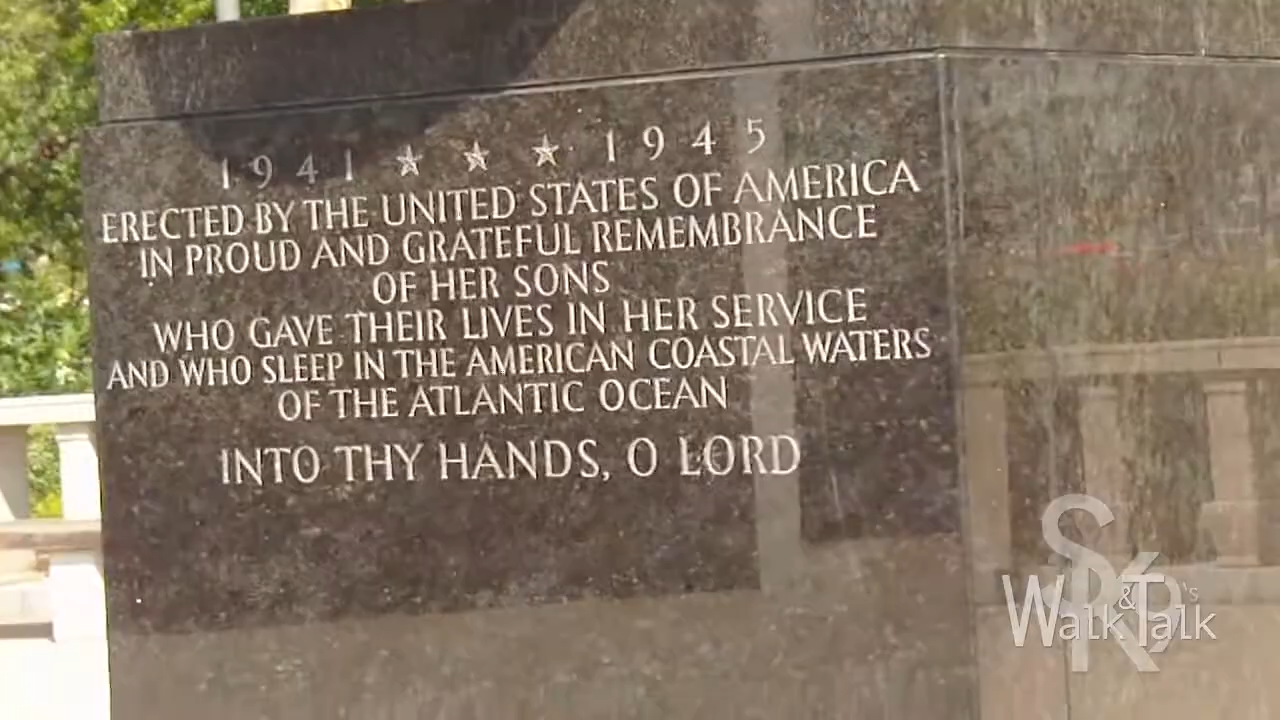 1941 ★ ★ ★ 1945
ERECTED BY THE UNITED STATES OF AMERICA
IN PROUD AND GRATEFUL REMEMBRANCE
OF HER SONS
WHO GAVE THEIR LIVES IN HER SERVICE
AND WHO SLEEP IN THE AMERICAN COASTAL WATERS
OF THE ATLANTIC OCEAN
INTO THY HANDS, O LORD
Walk & Talk's